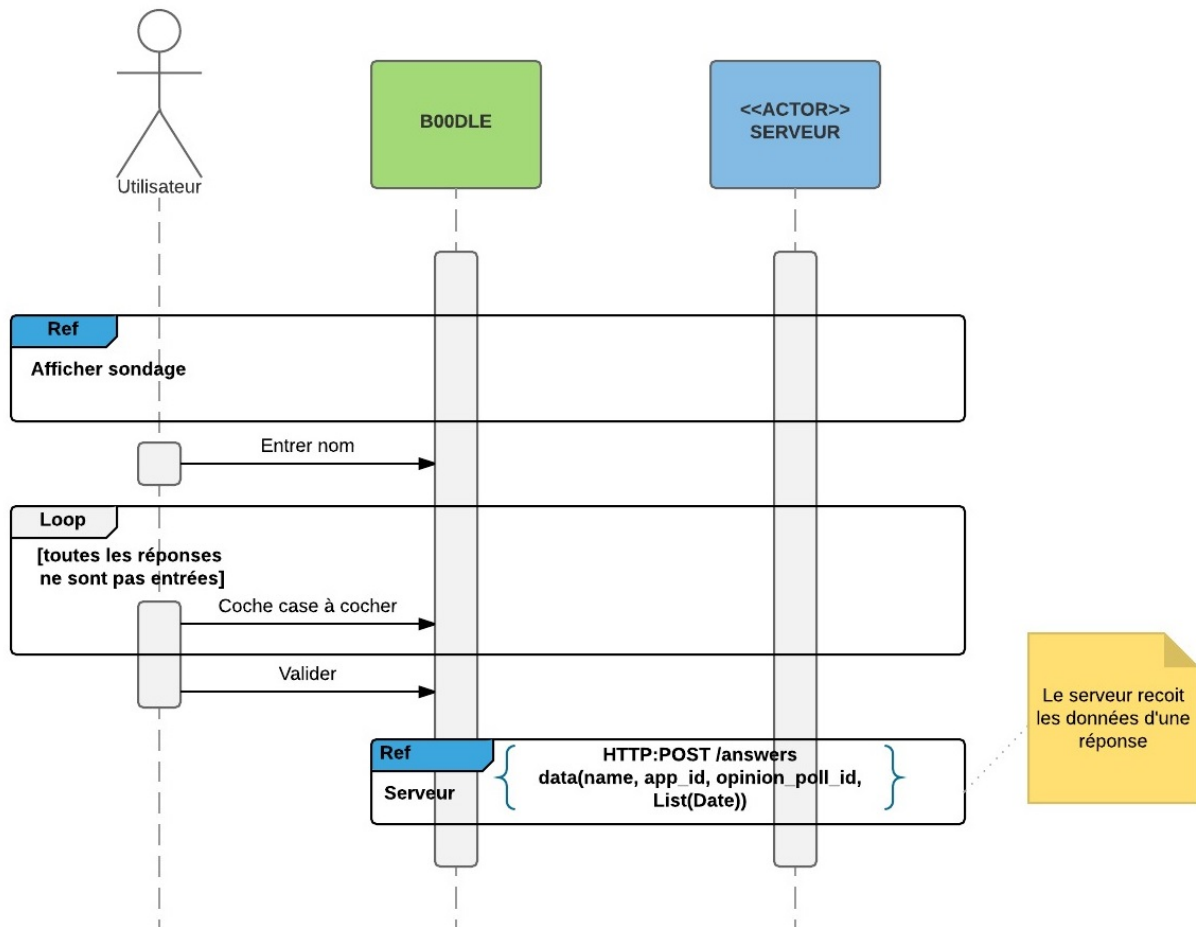 Utilisateur
B00DLE
<<ACTOR>>
SERVEUR
Ref
Afficher sondage
Entrer nom
Loop
[toutes les réponses
ne sont pas entrées]
Coche case à cocher
Valider
Ref
Serveur
HTTP:POST /answers
data(name, app_id, opinion_poll_id,
List(Date))
Le serveur recoit
les données d'une
réponse